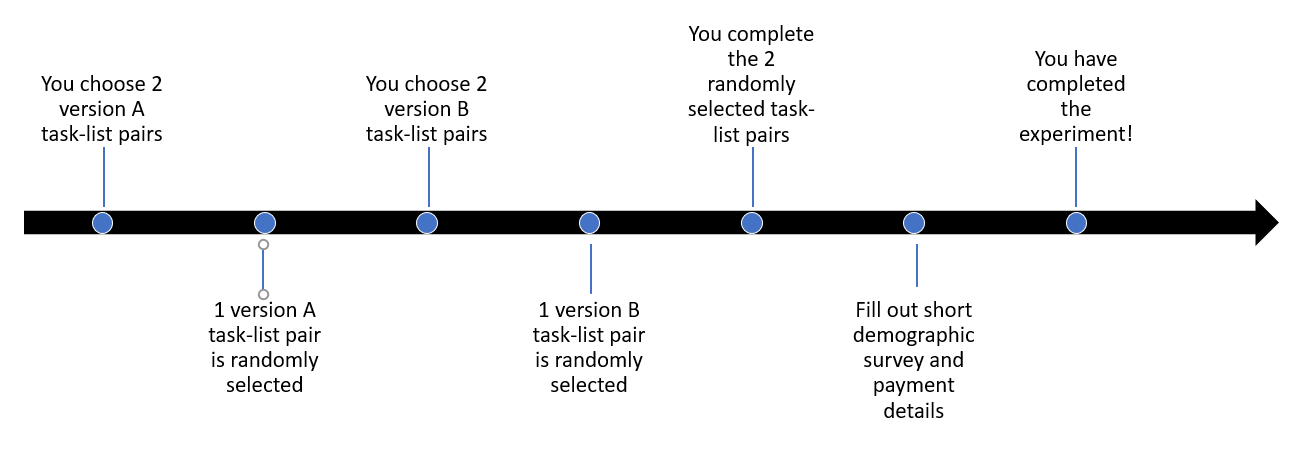 You choose 2
version A
task-list pairs
1 version A
task-list pair
is randomly
selected
You choose 2
version B
task-list pairs
1 version B
task-list pair
is randomly
selected
You complete
the 2
randomly
selected task-
list pairs
Fill out short
demographic
survey and
payment
details
You have
completed
the
experiment!